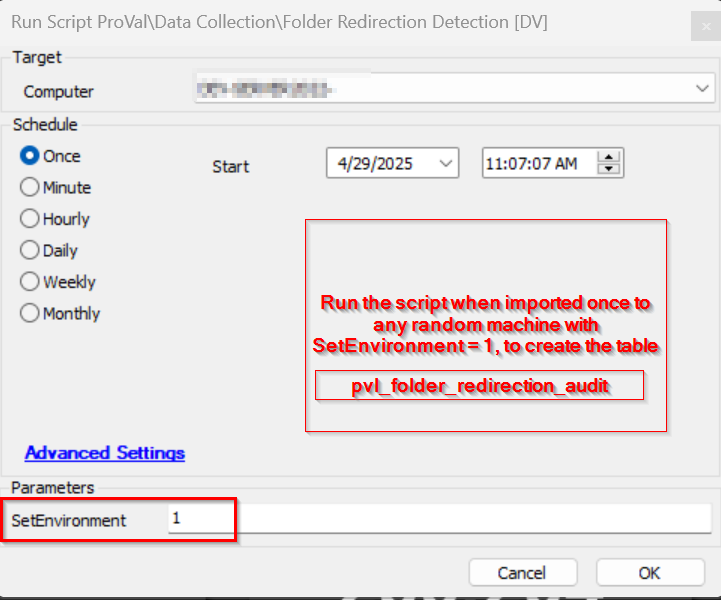 Run Script ProVal\Data Collection\Folder Redirection Detection [DV]
Target
Computer
Schedule
Once
Start
4/29/2025
11:07:07 AM
Minute
Hourly
Daily
Weekly
Monthly
Run the script when imported once to
any random machine with
SetEnvironment = 1, to create the table
pvl_folder_redirection_audit
Advanced Settings
Parameters
SetEnvironment
1
Cancel
OK